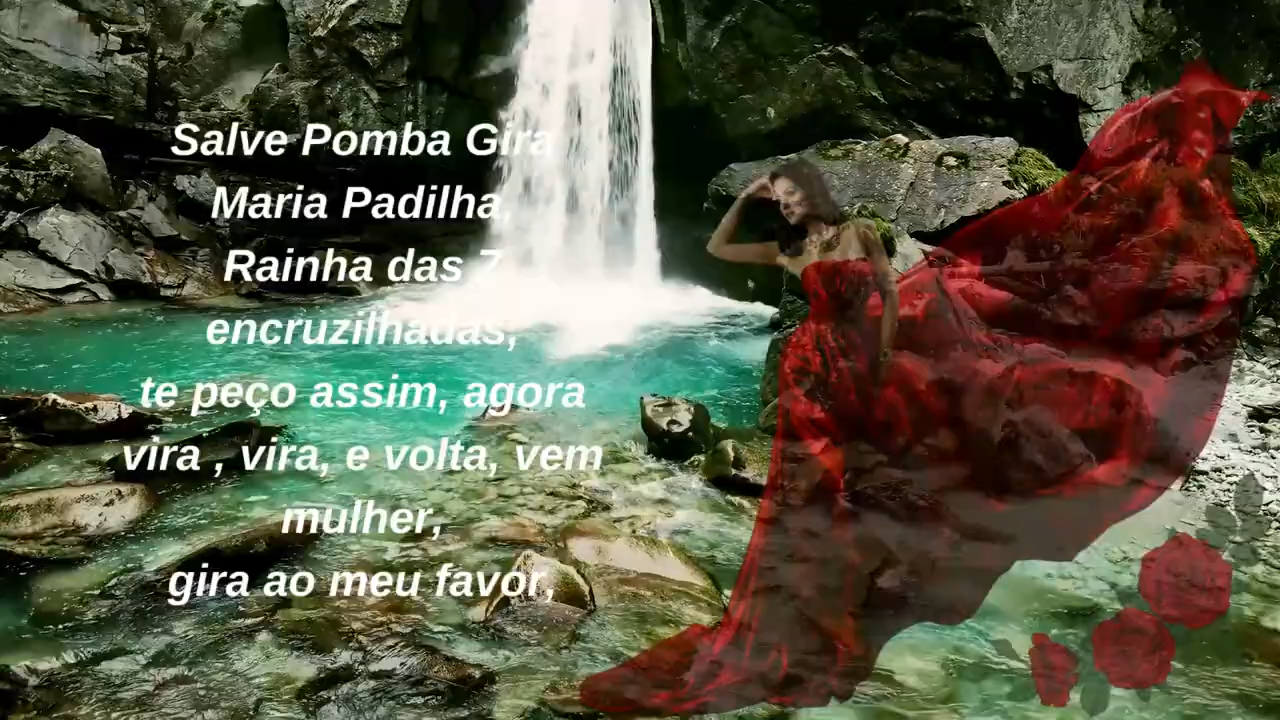 Salve Pomba Gira
Maria Padilha,
Rainha das 7
encruzilhadas,
te peço assim, agora
vira , vira, e volta, vem
mulher,
gira ao meu favor,